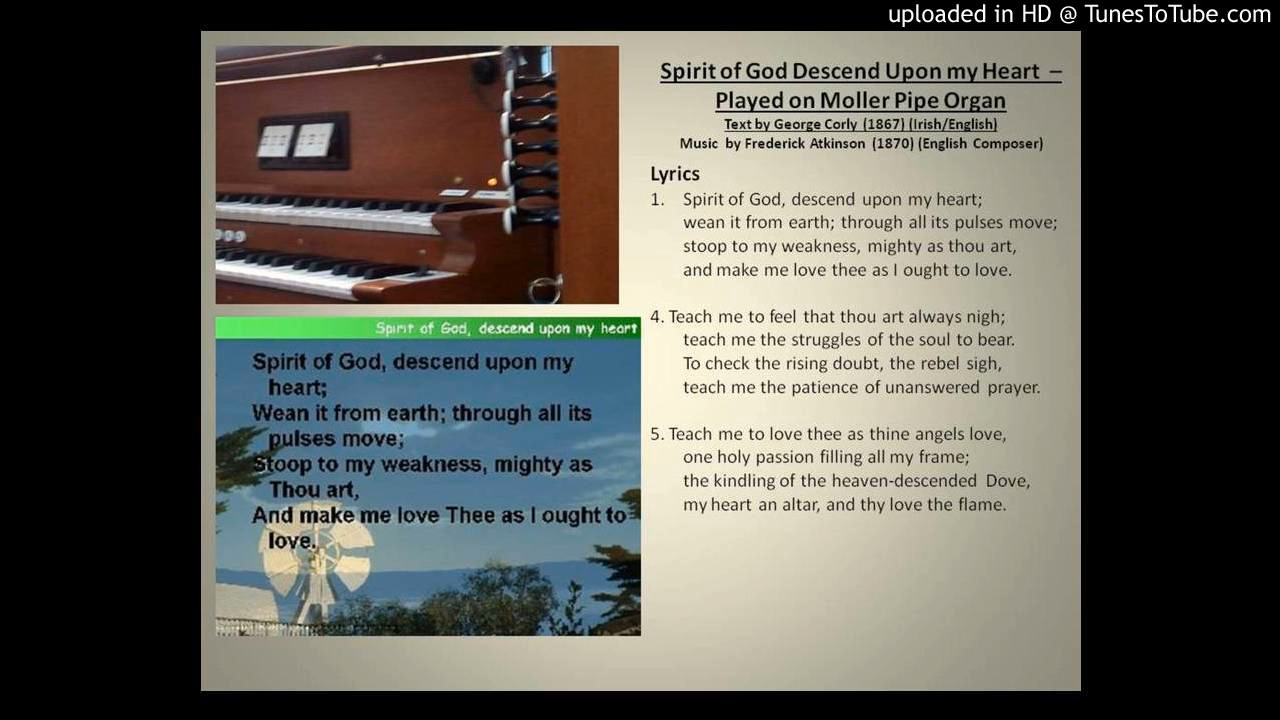 uploaded in HD @ TunesToTube.com
Spirit of God Descend Upon my Heart –
Played on Moller Pipe Organ
Text by George Corly (1867) (Irish/English)
Music by Frederick Atkinson (1870) (English Composer)
Lyrics
1. Spirit of God, descend upon my heart;
wean it from earth; through all its pulses move;
stoop to my weakness, mighty as thou art,
and make me love thee as I ought to love.
4. Teach me to feel that thou art always nigh;
teach me the struggles of the soul to bear.
To check the rising doubt, the rebel sigh,
teach me the patience of unanswered prayer.
5. Teach me to love thee as thine angels love,
one holy passion filling all my frame;
the kindling of the heaven-descended Dove,
my heart an altar, and thy love the flame.
Spirit of God, descend upon my heart
Spirit of God, descend upon my
heart;
Wean it from earth; through all its
pulses move;
Stoop to my weakness, mighty as
Thou art,
And make me love Thee as I ought to
love.